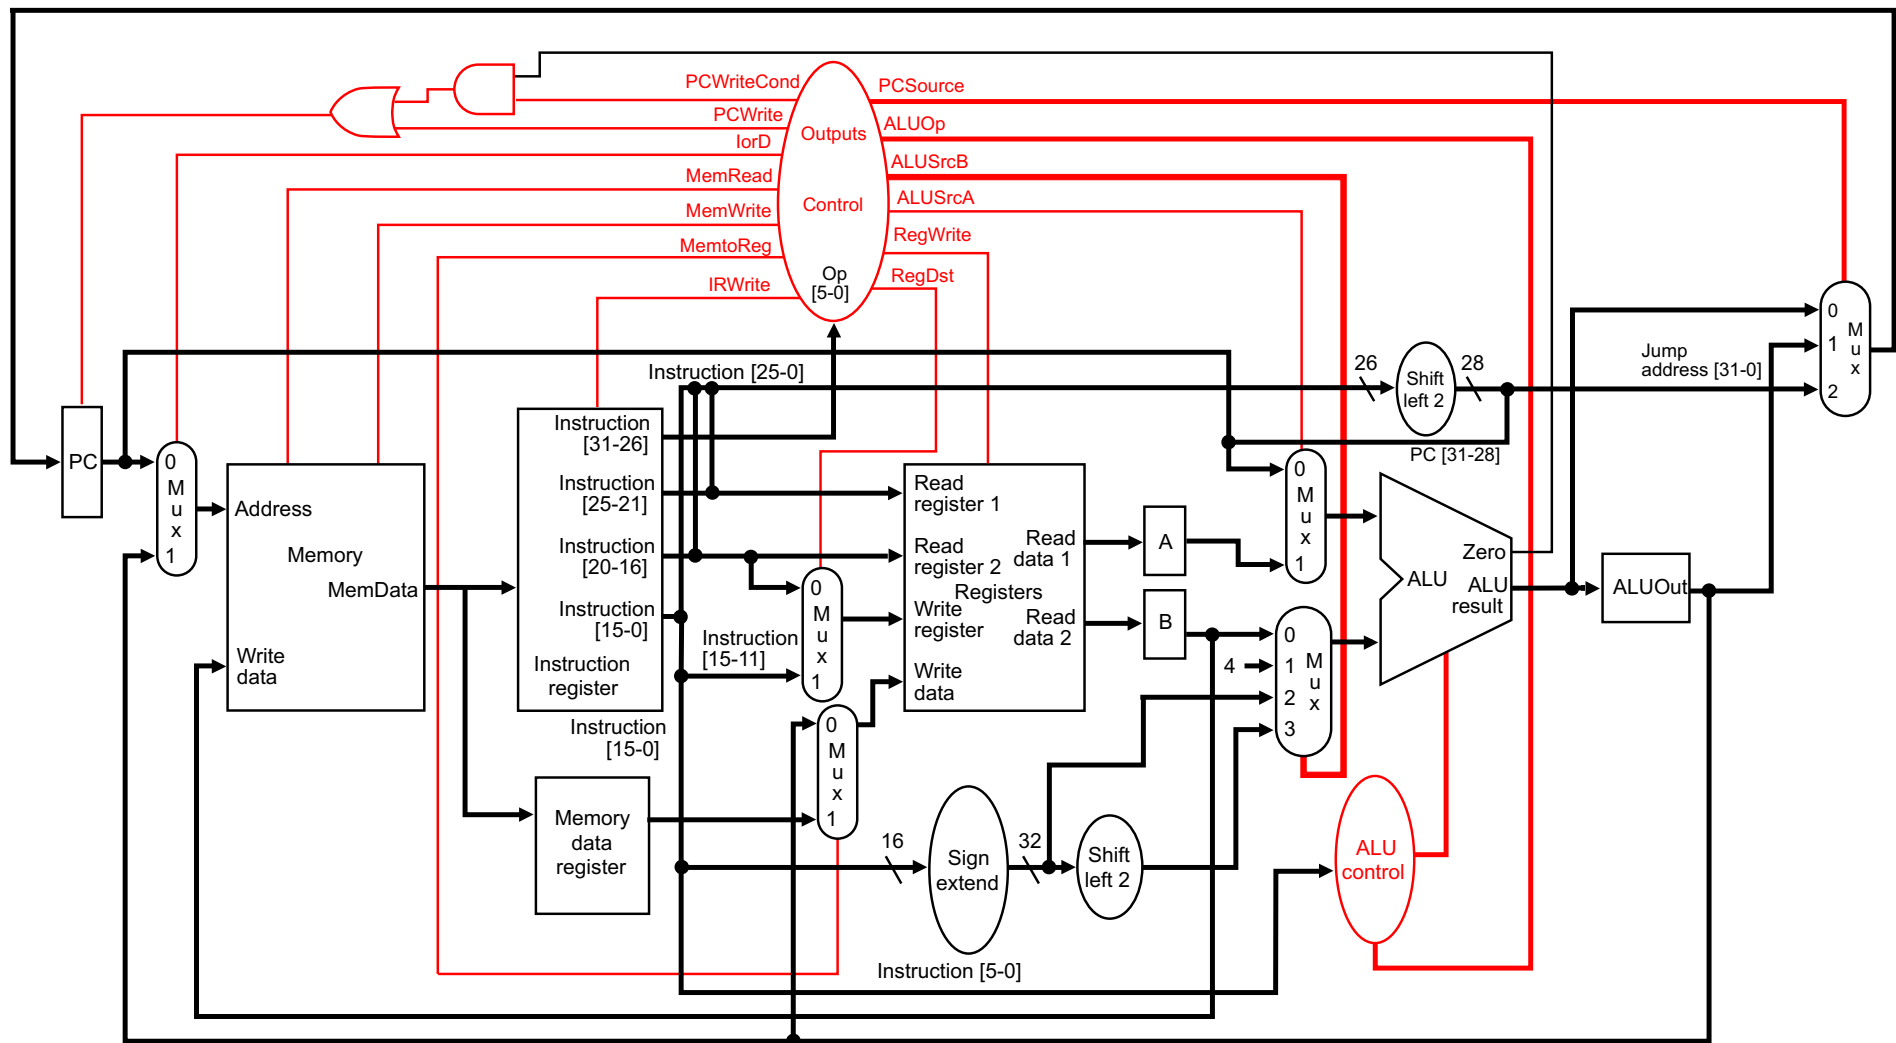 PCWriteCond
PCSource
PCWrite
ALUOp
Outputs
IorD
ALUSrcB
MemRead
ALUSrcA
Control
MemWrite
RegWrite
MemtoReg
Op
[5-0]
RegDst
IRWrite
0
M
u
x
1
2
Jump
address [31-0]
Instruction [25-0]
26
Shift
left 2
28
PC [31-28]
PC
0
M
u
x
1
Address
Memory
MemData
Write
data
Instruction
[31-26]
Instruction
[25-21]
Instruction
[20-16]
Instruction
[15-0]
Instruction
register
Instruction
[15-11]
0
M
u
x
1
Read
register 1
Read
register 2
Registers
Write
register
Write
data
Read
data 1
Read
data 2
A
B
0
M
u
x
1
4
0
1
2
3
M
u
x
Zero
ALU
ALU
result
ALUOut
Instruction
[15-0]
0
M
u
x
1
Memory
data
register
16
Sign
extend
32
Shift
left 2
ALU
control
Instruction [5-0]